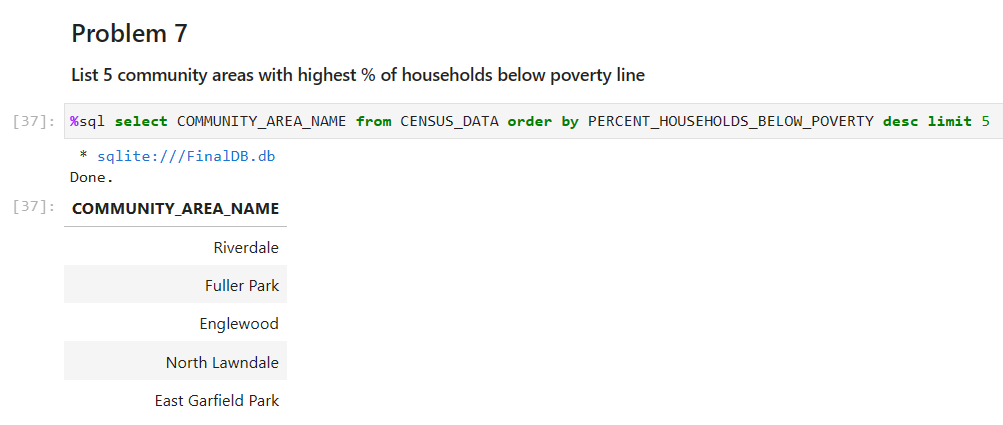 Problem 7
List 5 community areas with highest % of households below poverty line
[37]: %sql select COMMUNITY_AREA_NAME from CENSUS_DATA order by PERCENT_HOUSEHOLDS_BELOW_POVERTY desc limit 5
* sqlite:///FinalDB.db
Done.
[37]: COMMUNITY_AREA_NAME
Riverdale
Fuller Park
Englewood
North Lawndale
East Garfield Park